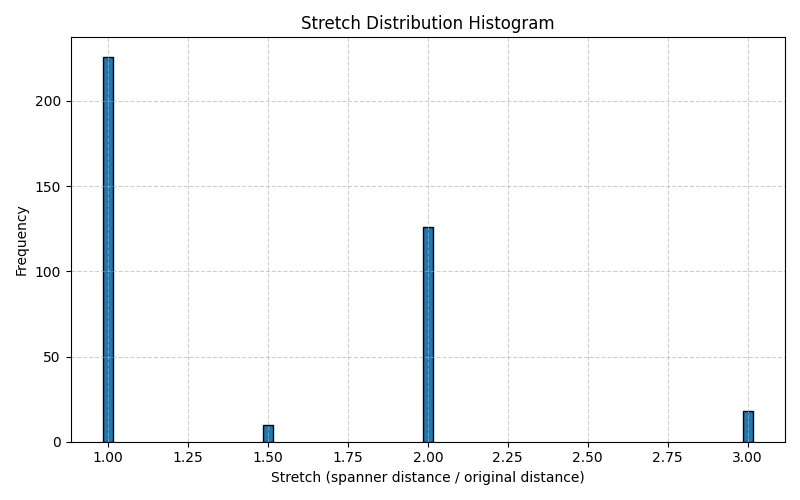 Stretch Distribution Histogram
Frequency
200
150
100
50
0
1.00 1.25 1.50 1.75 2.00 2.25 2.50 2.75 3.00
Stretch (spanner distance / original distance)